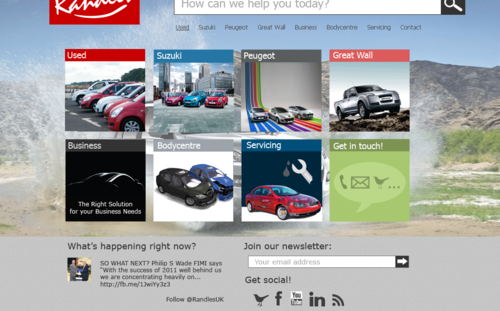 Randles
How can we help you today?
Used Suzuki Peugeot Great Wall Business Bodycentre Servicing Contact
Used
Suzuki
Peugeot
Great Wall
Business
The Right Solution
for your Business Needs
Bodycentre
Servicing
Get in touch!
What's happening right now?
SO WHAT NEXT? Philip S Wade FIMI says
"With the success of 2011 well behind us
we are concentrating heavily on...
http://fb.me/1JwiYy3z3
Follow @RandlesUK
Join our newsletter:
Your email address
Get social!
You
Tube
in